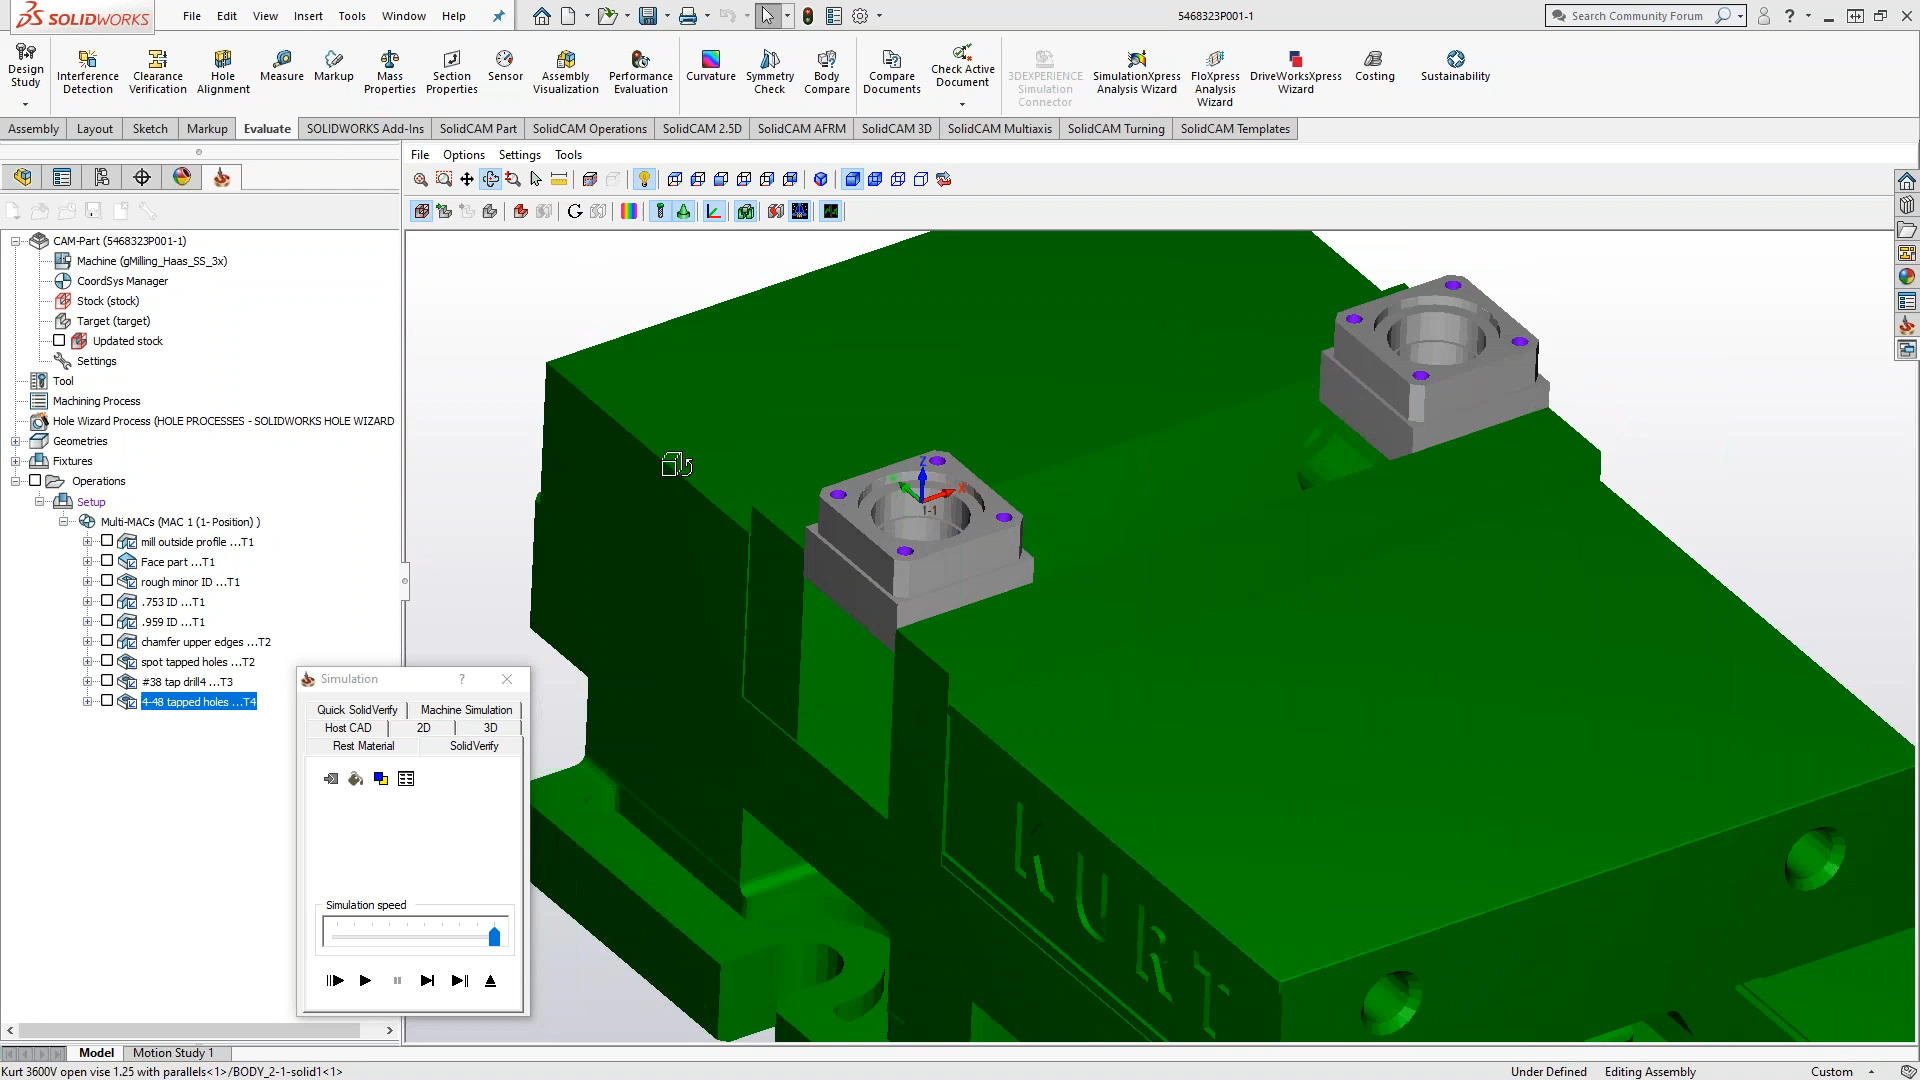 SOLIDWORKS File Edit View Insert Tools Window Help 5468323P001-1 Search Community Forum
Design Study Interference Detection Clearance Verification Hole Alignment Measure Markup Mass Properties Section Properties Sensor Assembly Visualization Performance Evaluation Curvature Symmetry Check Body Compare Compare Documents Check Active Document 3DEXPERIENCE Simulation Connector SimulationXpress Analysis Wizard FloXpress Analysis Wizard DriveWorksXpress Wizard Costing Sustainability
Assembly Layout Sketch Markup Evaluate SOLIDWORKS Add-Ins SolidCAM Part SolidCAM Operations SolidCAM 2.5D SolidCAM AFRM SolidCAM 3D SolidCAM Multiaxis SolidCAM Turning SolidCAM Templates
File Options Settings Tools
CAM-Part (5468323P001-1)
Machine (gMilling_Haas_SS_3x)
CoordSys Manager
Stock (stock)
Target (target)
Updated stock
Settings
Tool
Machining Process
Hole Wizard Process (HOLE PROCESSES - SOLIDWORKS HOLE WIZARD
Geometries
Fixtures
Operations
Setup
Multi-MACs (MAC 1 (1- Position) )
mill outside profile ...T1
Face part ...T1
rough minor ID ...T1
.753 ID ...T1
.959 ID ...T1
chamfer upper edges ...T2
spot tapped holes ...T2
#38 tap drill4 ...T3
4-48 tapped holes ...T4
Z
X
1-1
KURT
Simulation ?
Quick SolidVerify Machine Simulation
Host CAD 2D 3D
Rest Material SolidVerify
Simulation speed
Model Motion Study 1
Kurt 3600V open vise 1.25 with parallels<1>/BODY_2-1-solid1<1> Under Defined Editing Assembly Custom